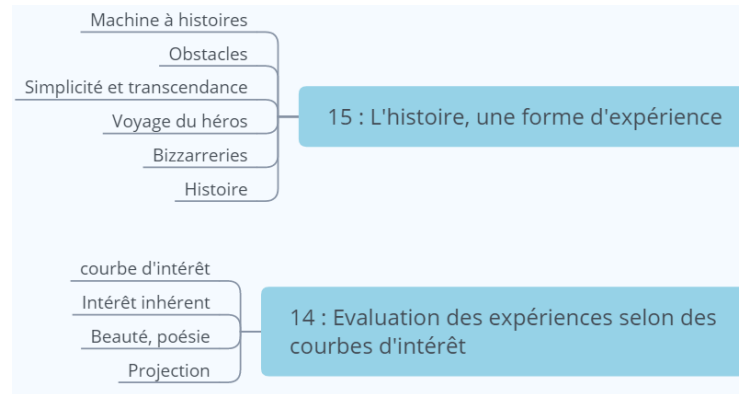 Machine à histoires
Obstacles
Simplicité et transcendance
Voyage du héros
Bizzarreries
Histoire
15 : L'histoire, une forme d'expérience
courbe d'intérêt
Intérêt inhérent
Beauté, poésie
Projection
14 : Evaluation des expériences selon des
courbes d'intérêt